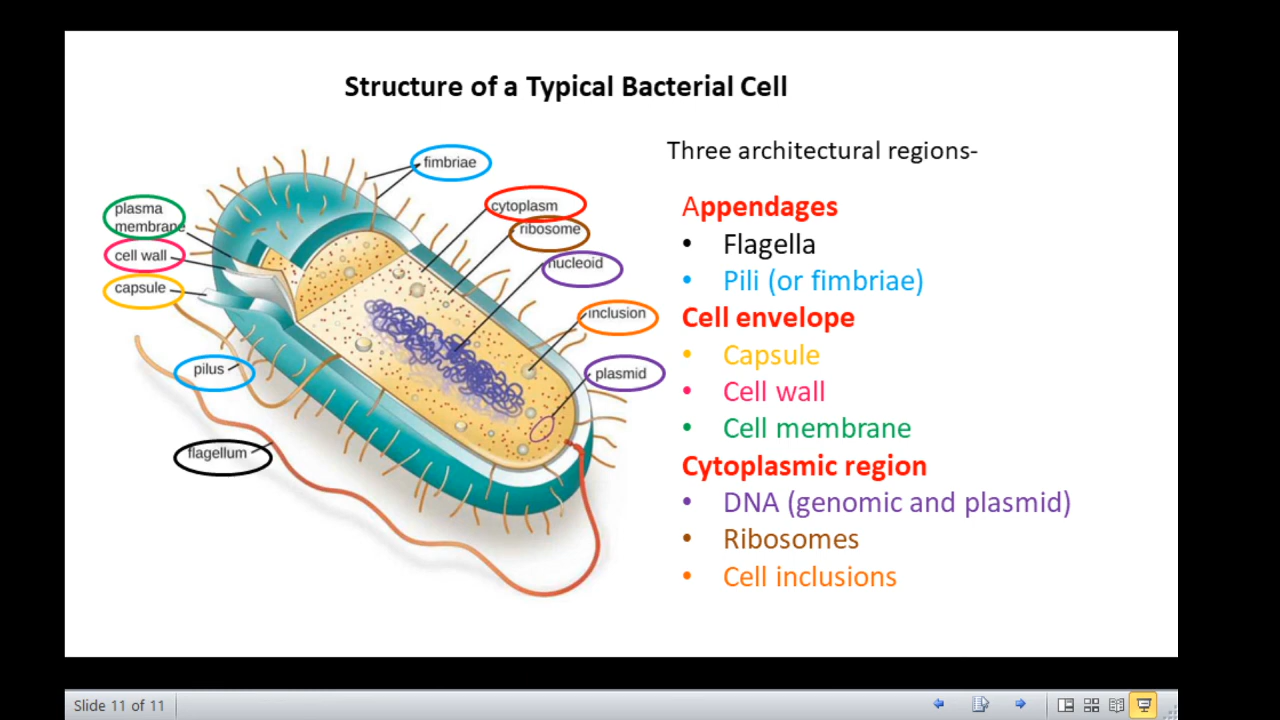 Structure of a Typical Bacterial Cell
fimbriae
plasma
membrane
cell wall
capsule
pilus
flagellum
cytoplasm
ribosome
nucleoid
inclusion
plasmid
Three architectural regions-
Appendages
• Flagella
• Pili (or fimbriae)
Cell envelope
• Capsule
• Cell wall
• Cell membrane
Cytoplasmic region
• DNA (genomic and plasmid)
• Ribosomes
• Cell inclusions
Slide 11 of 11